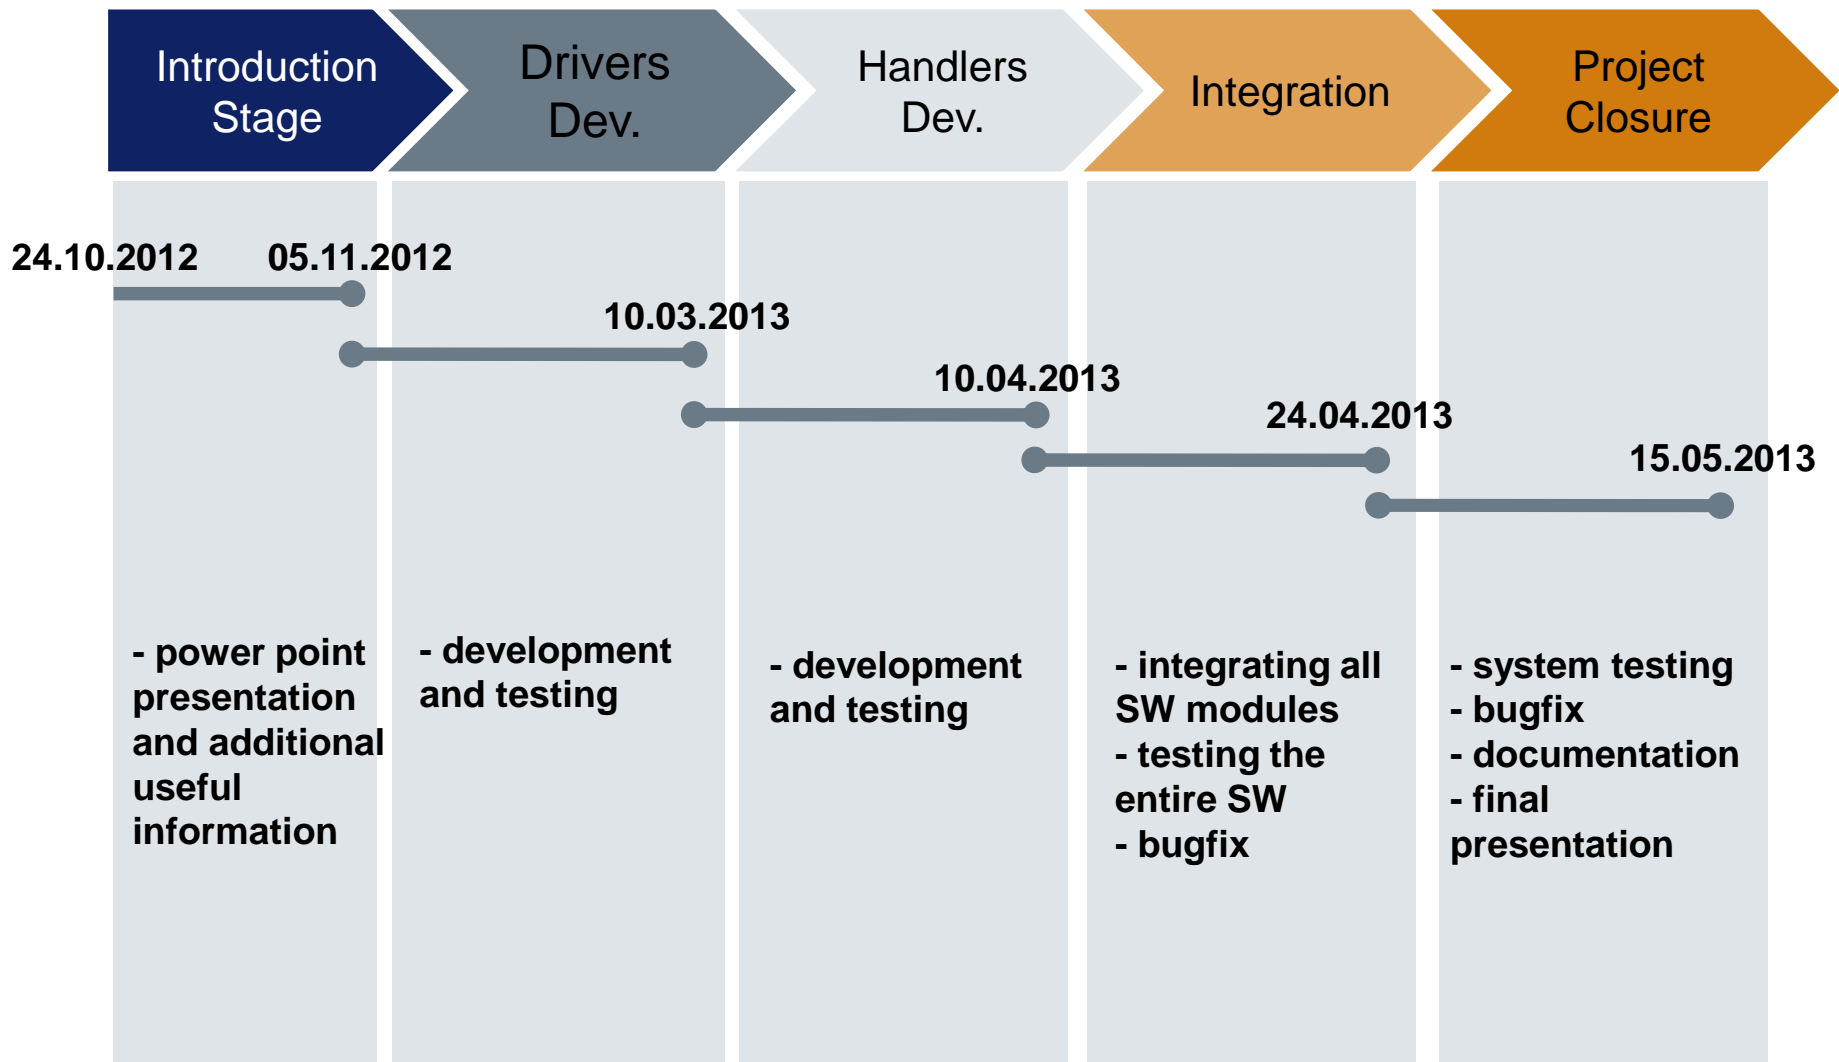 Introduction
Stage
Drivers
Dev.
Handlers
Dev.
Integration
Project
Closure
24.10.2012
05.11.2012
10.03.2013
10.04.2013
24.04.2013
15.05.2013
- power point
presentation
and additional
useful
information
- development
and testing
- development
and testing
- integrating all
SW modules
- testing the
entire SW
- bugfix
- system testing
- bugfix
- documentation
- final
presentation